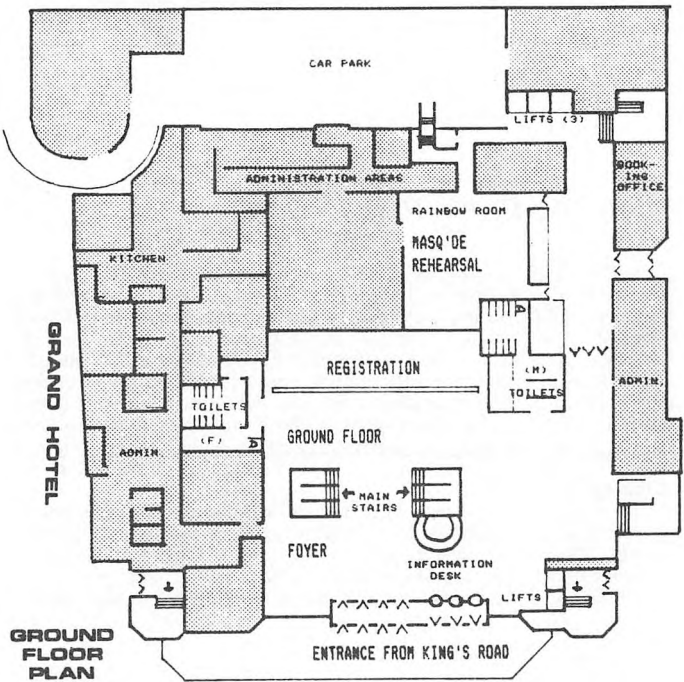 CAR PARK
LIFTS (3)
BOOK-
ING
OFFICE
ADMINISTRATION AREAS
RAINBOW ROOM
MASQ'DE
REHEARSAL
KITCHEN
GRAND HOTEL
REGISTRATION
(M)
TOILETS
ADMIN.
TOILETS
(F)
GROUND FLOOR
ADMIN.
MAIN
STAIRS
FOYER
INFORMATION
DESK
LIFTS
GROUND
FLOOR
PLAN
ENTRANCE FROM KING'S ROAD